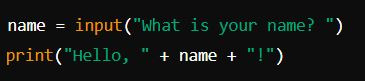 name = input("What is your name? ")
print("Hello, " + name + "!")